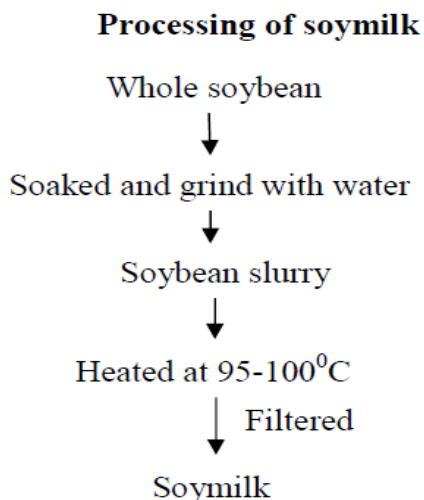 Processing of soymilk
Whole soybean
Soaked and grind with water
Soybean slurry
Heated at 95-100⁰C
Filtered
Soymilk